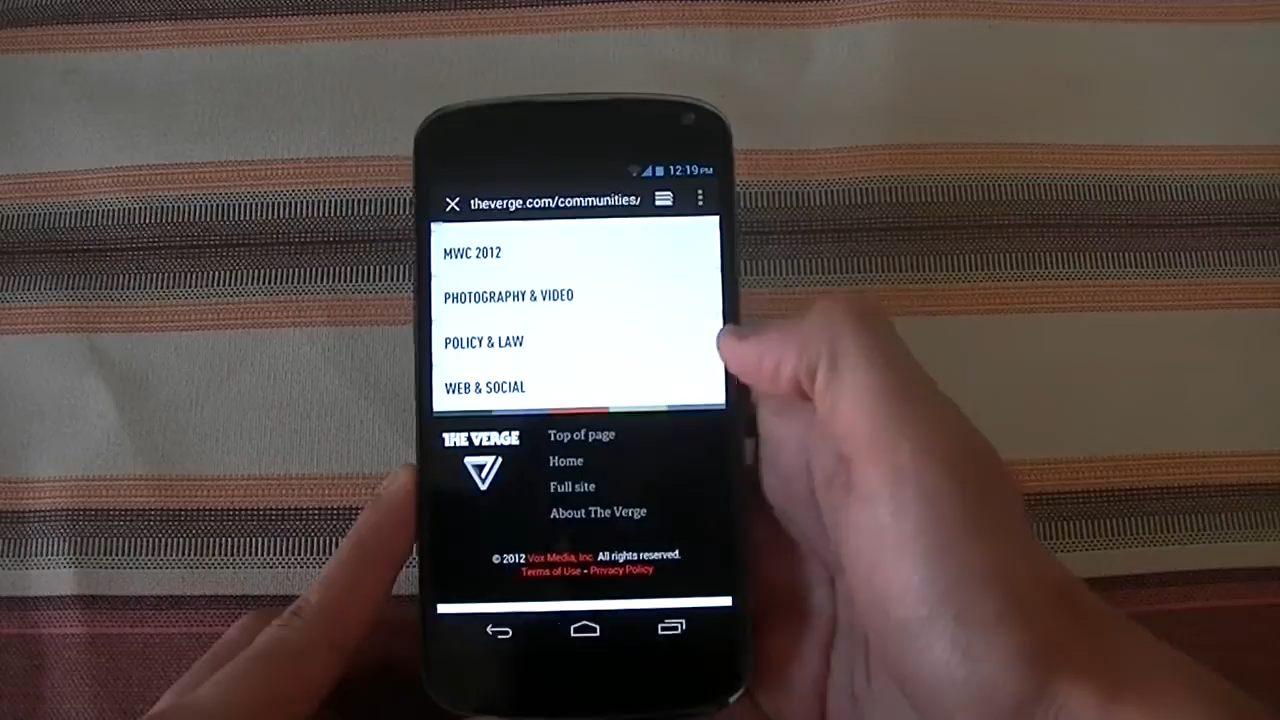 12:19 PM
theverge.com/communities/
MWC 2012
PHOTOGRAPHY & VIDEO
POLICY & LAW
WEB & SOCIAL
THE VERGE
Top of page
Home
Full site
About The Verge
© 2012 Vox Media, Inc All rights reserved.
Terms of Use - Privacy Policy